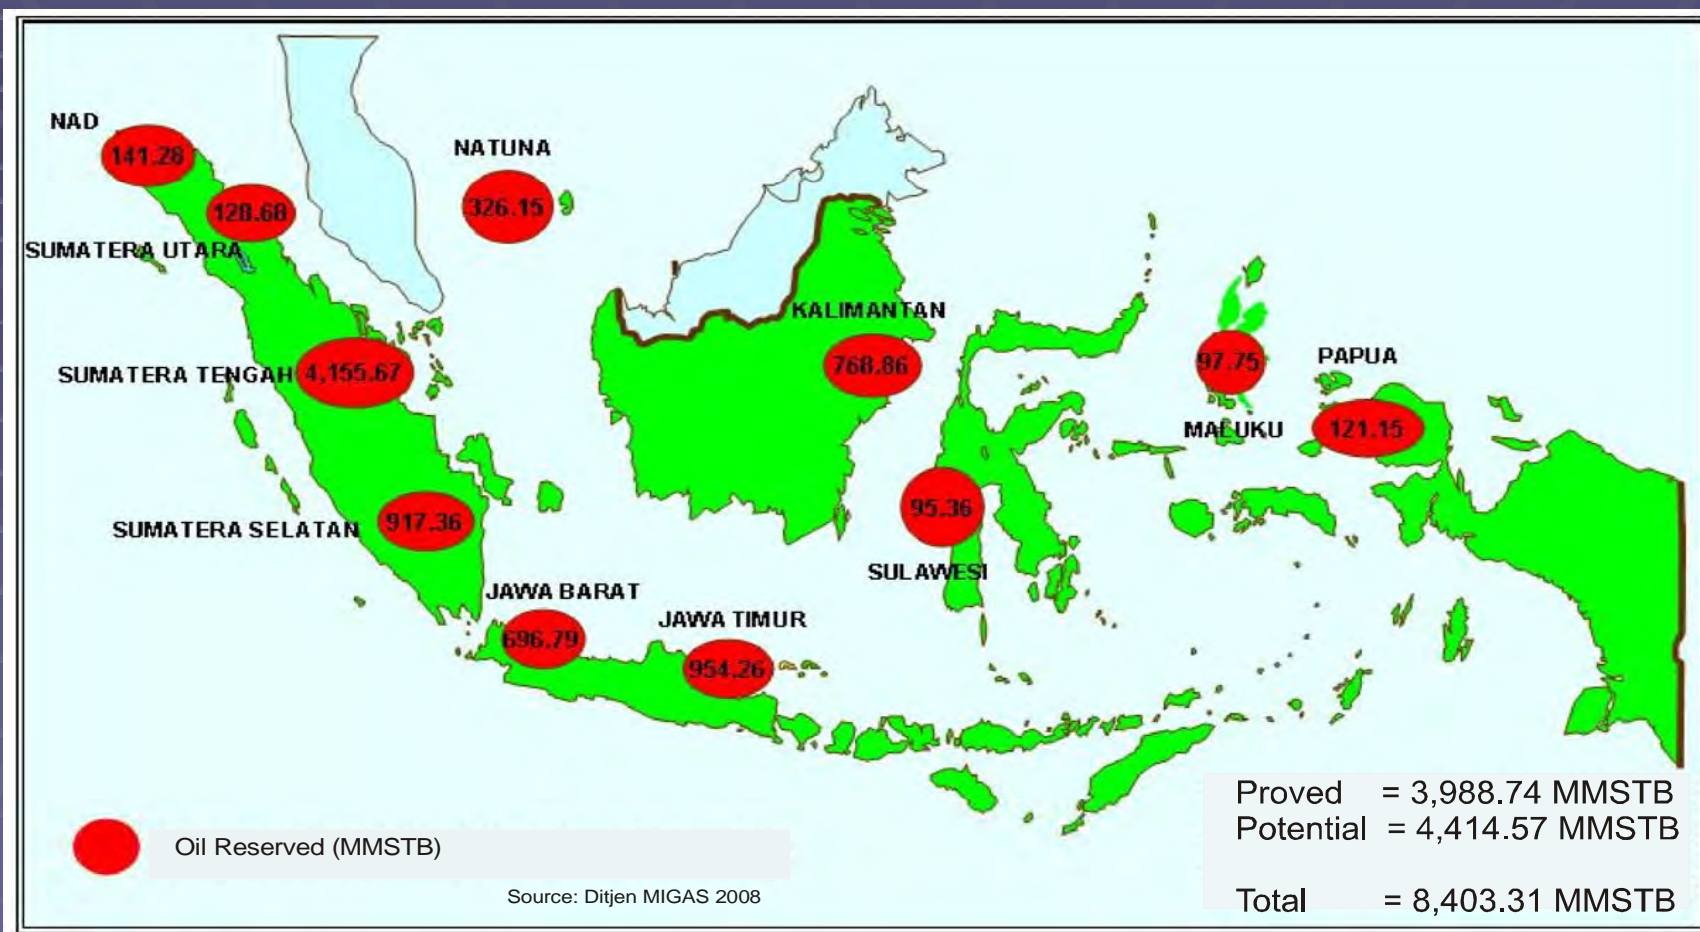 NAD
141.28
NATUNA
326.15
128.68
SUMATERA UTARA
KALIMANTAN
768.86
97.75
PAPUA
SUMATERA TENGAH 4,155.67
MALUKU
121.15
917.36
SUMATERA SELATAN
95.36
SULAWESI
JAWA BARAT
696.79
JAWA TIMUR
954.26
Proved = 3,988.74 MMSTB
Potential = 4,414.57 MMSTB
Total = 8,403.31 MMSTB
Oil Reserved (MMSTB)
Source: Ditjen MIGAS 2008